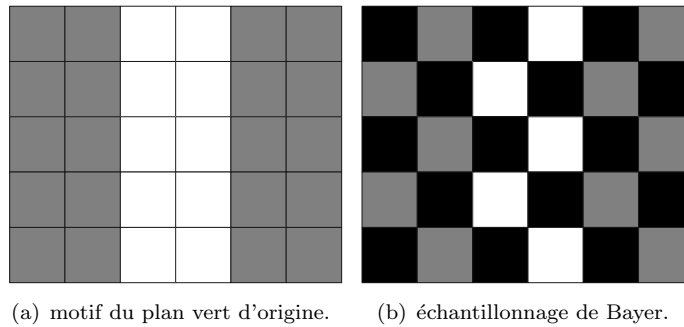 (a) motif du plan vert d'origine.
(b) échantillonnage de Bayer.